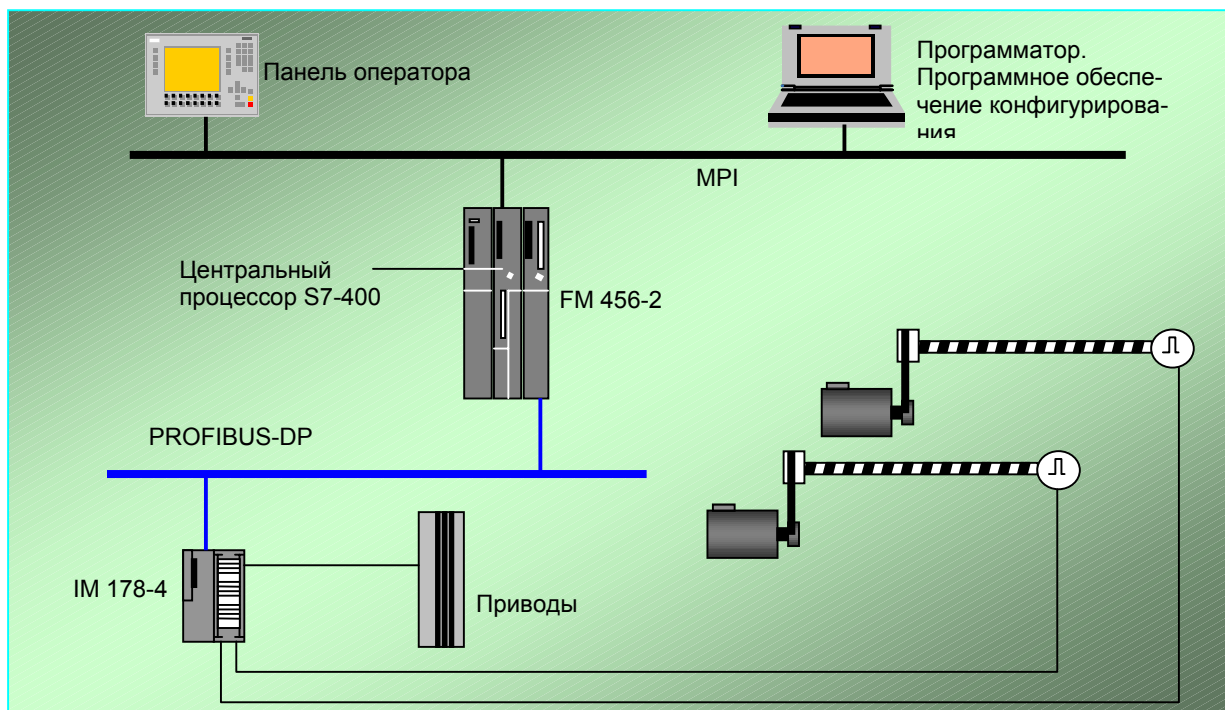 Панель оператора
Программатор.
Программное обеспе-
чение конфигурирова-
ния
MPI
Центральный
процессор S7-400
FM 456-2
PROFIBUS-DP
IM 178-4
Приводы